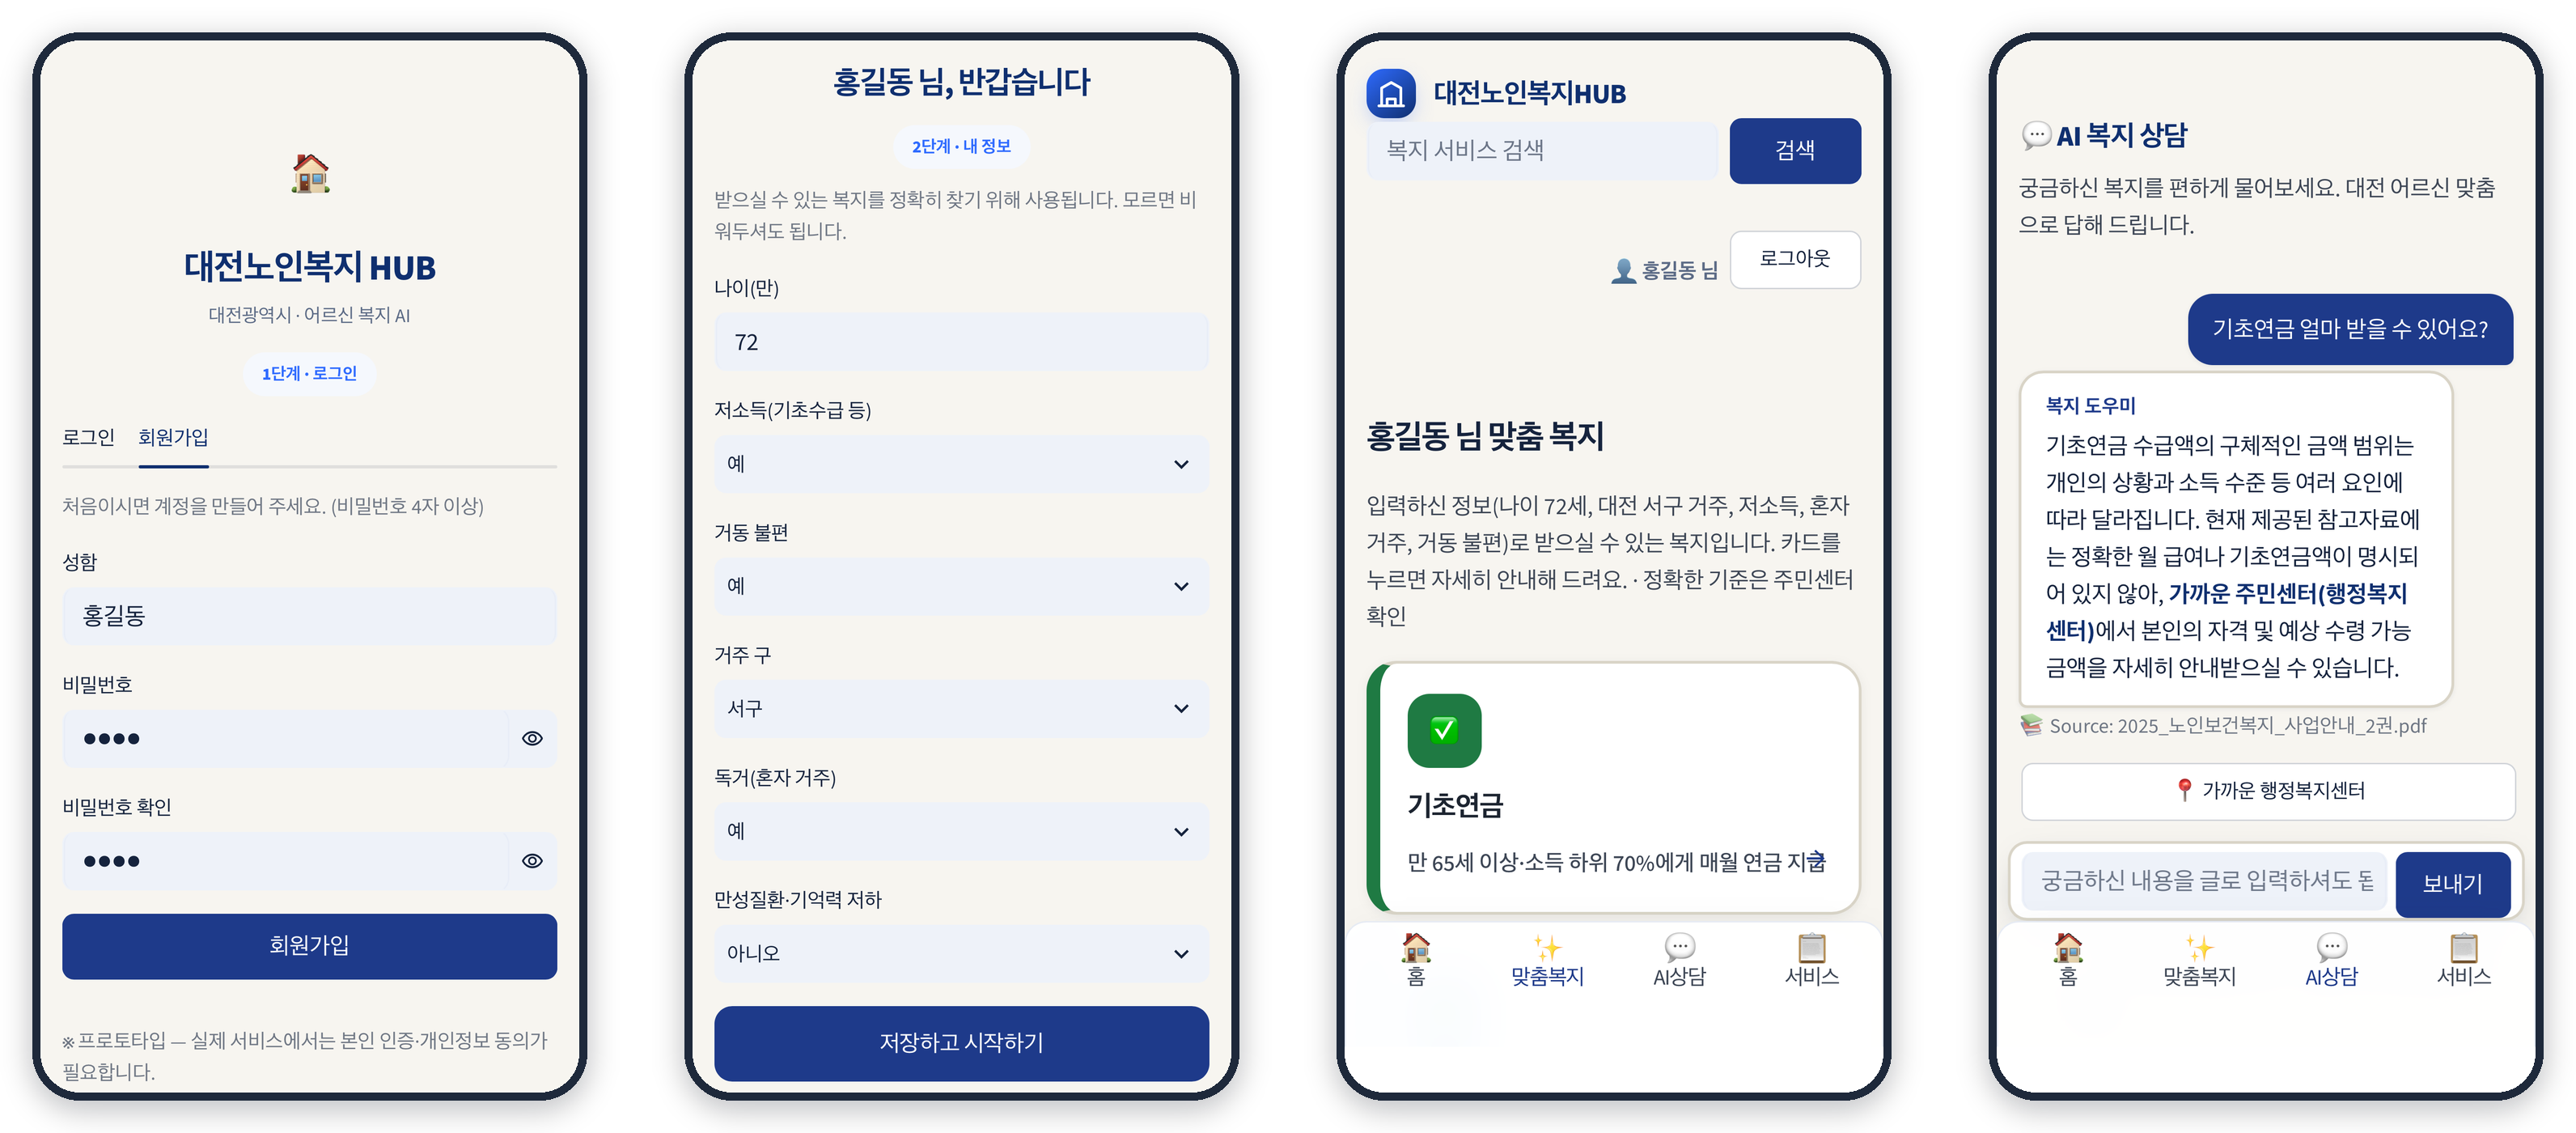 대전노인복지 HUB
대전광역시 · 어르신 복지 AI
1단계 · 로그인
로그인 회원가입
처음이시면 계정을 만들어 주세요. (비밀번호 4자 이상)
성함
홍길동
비밀번호
●●●●
비밀번호 확인
●●●●
회원가입
※ 프로토타입 — 실제 서비스에서는 본인 인증·개인정보 동의가
필요합니다.
홍길동 님, 반갑습니다
2단계 · 내 정보
받으실 수 있는 복지를 정확히 찾기 위해 사용됩니다. 모르면 비
워두셔도 됩니다.
나이(만)
72
저소득(기초수급 등)
예
거동 불편
예
거주 구
서구
독거(혼자 거주)
예
만성질환·기억력 저하
아니오
저장하고 시작하기
대전노인복지HUB
복지 서비스 검색 검색
홍길동 님 로그아웃
홍길동 님 맞춤 복지
입력하신 정보(나이 72세, 대전 서구 거주, 저소득, 혼자
거주, 거동 불편)로 받으실 수 있는 복지입니다. 카드를
누르면 자세히 안내해 드려요. · 정확한 기준은 주민센터
확인
기초연금
만 65세 이상·소득 하위 70%에게 매월 연금 지급
홈 맞춤복지 AI상담 서비스
AI 복지 상담
궁금하신 복지를 편하게 물어보세요. 대전 어르신 맞춤
으로 답해 드립니다.
기초연금 얼마 받을 수 있어요?
복지 도우미
기초연금 수급액의 구체적인 금액 범위는
개인의 상황과 소득 수준 등 여러 요인에
따라 달라집니다. 현재 제공된 참고자료에
는 정확한 월 급여나 기초연금액이 명시되
어 있지 않아, 가까운 주민센터(행정복지
센터)에서 본인의 자격 및 예상 수령 가능
금액을 자세히 안내받으실 수 있습니다.
Source: 2025_노인보건복지_사업안내_2권.pdf
가까운 행정복지센터
궁금하신 내용을 글로 입력하셔도 보내기
홈 맞춤복지 AI상담 서비스